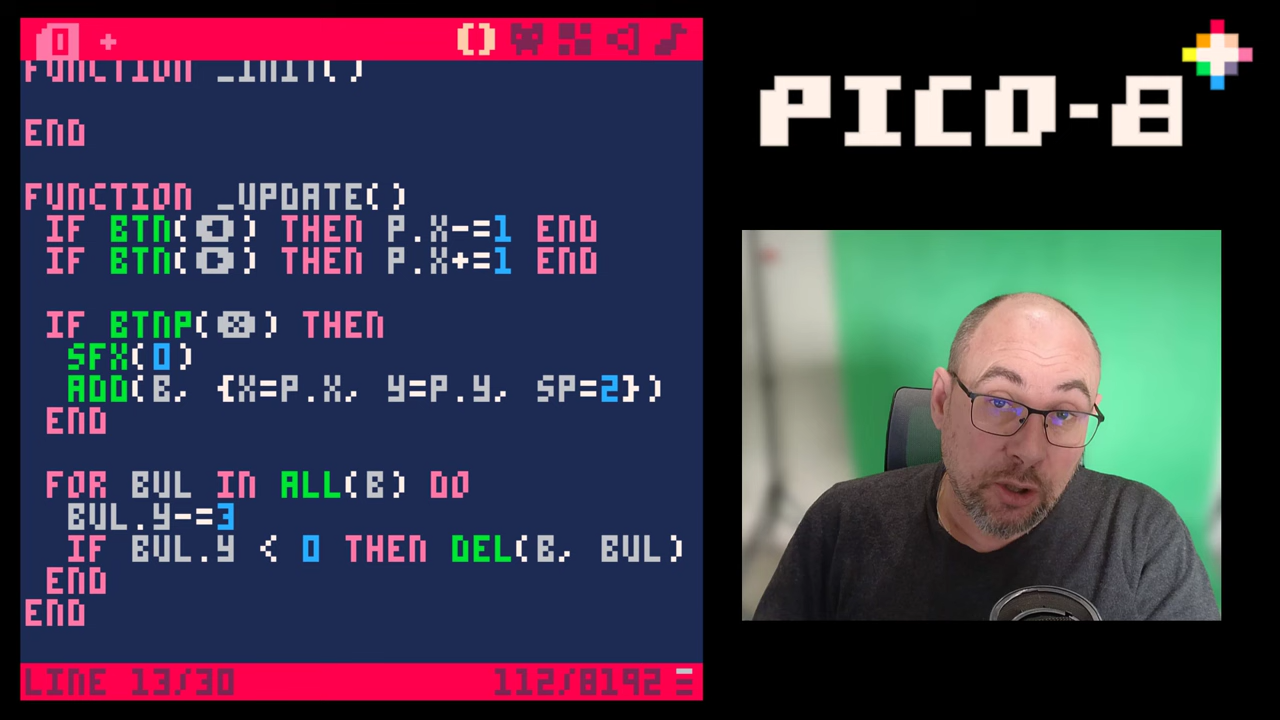 0 +
FUNCTION _INIT()
END
FUNCTION _UPDATE()
IF BTN(⬅️) THEN P.X-=1 END
IF BTN(➡️) THEN P.X+=1 END
IF BTNP(❎) THEN
SFX(0)
ADD(B, {X=P.X, Y=P.Y, SP=2})
END
FOR BUL IN ALL(B) DO
BUL.Y-=3
IF BUL.Y < 0 THEN DEL(B, BUL)
END
END
LINE 13/30 112/8192
PICO-8